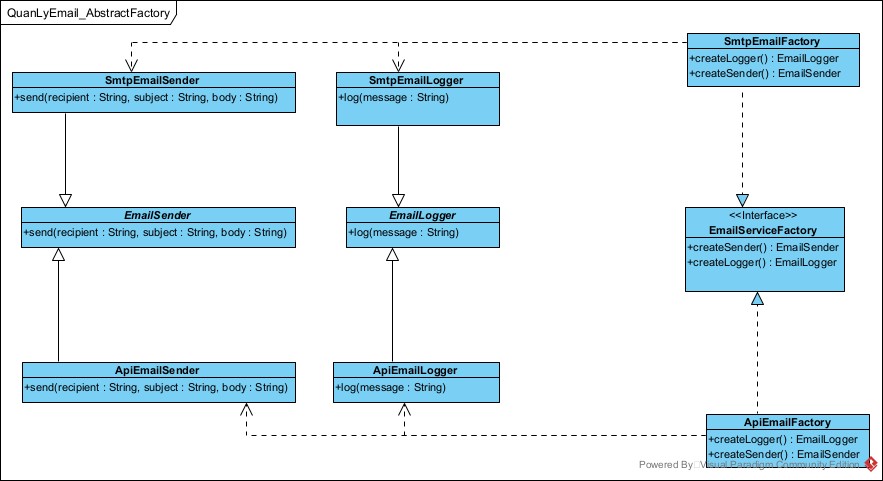 QuanLyEmail_AbstractFactory
SmtpEmailFactory
+createLogger() : EmailLogger
+createSender() : EmailSender
SmtpEmailSender
+send(recipient : String, subject : String, body : String)
SmtpEmailLogger
+log(message : String)
EmailSender
+send(recipient : String, subject : String, body : String)
EmailLogger
+log(message : String)
<<Interface>>
EmailServiceFactory
+createSender() : EmailSender
+createLogger() : EmailLogger
ApiEmailSender
+send(recipient : String, subject : String, body : String)
ApiEmailLogger
+log(message : String)
ApiEmailFactory
+createLogger() : EmailLogger
+createSender() : EmailSender
Powered By Visual Paradigm Community Edition